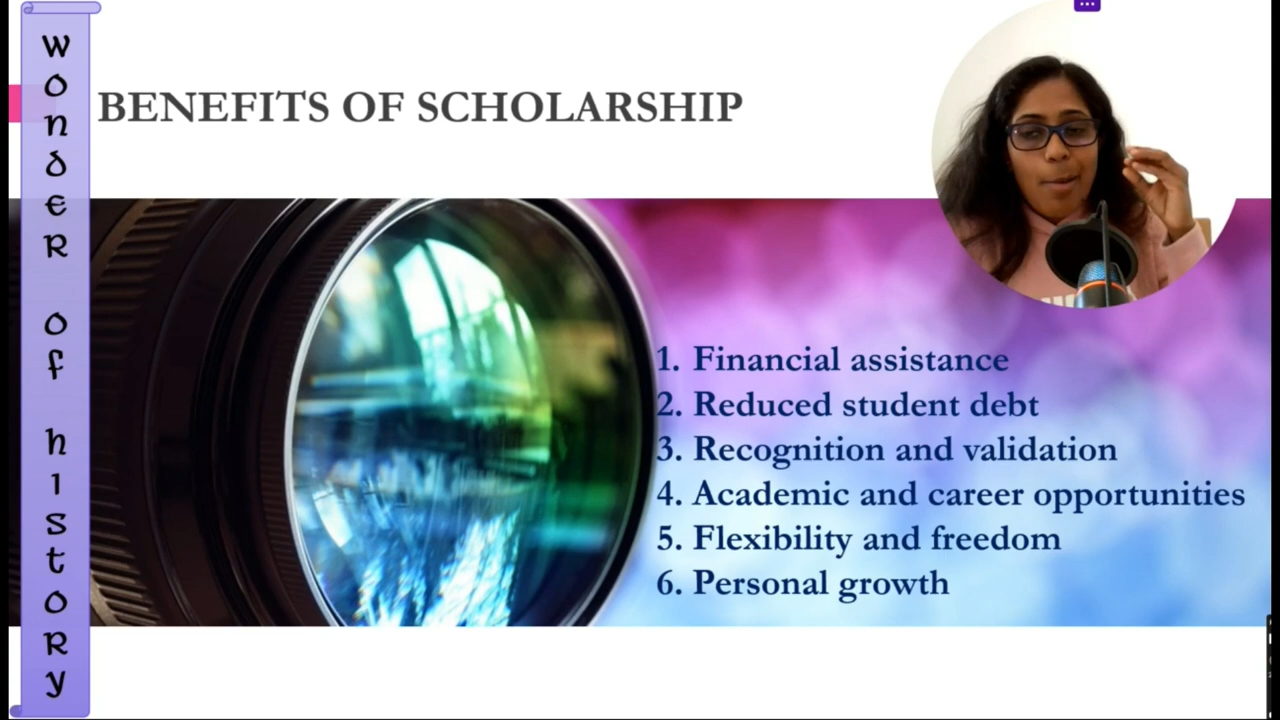 WONDER OF HISTORY
BENEFITS OF SCHOLARSHIP
1. Financial assistance
2. Reduced student debt
3. Recognition and validation
4. Academic and career opportunities
5. Flexibility and freedom
6. Personal growth